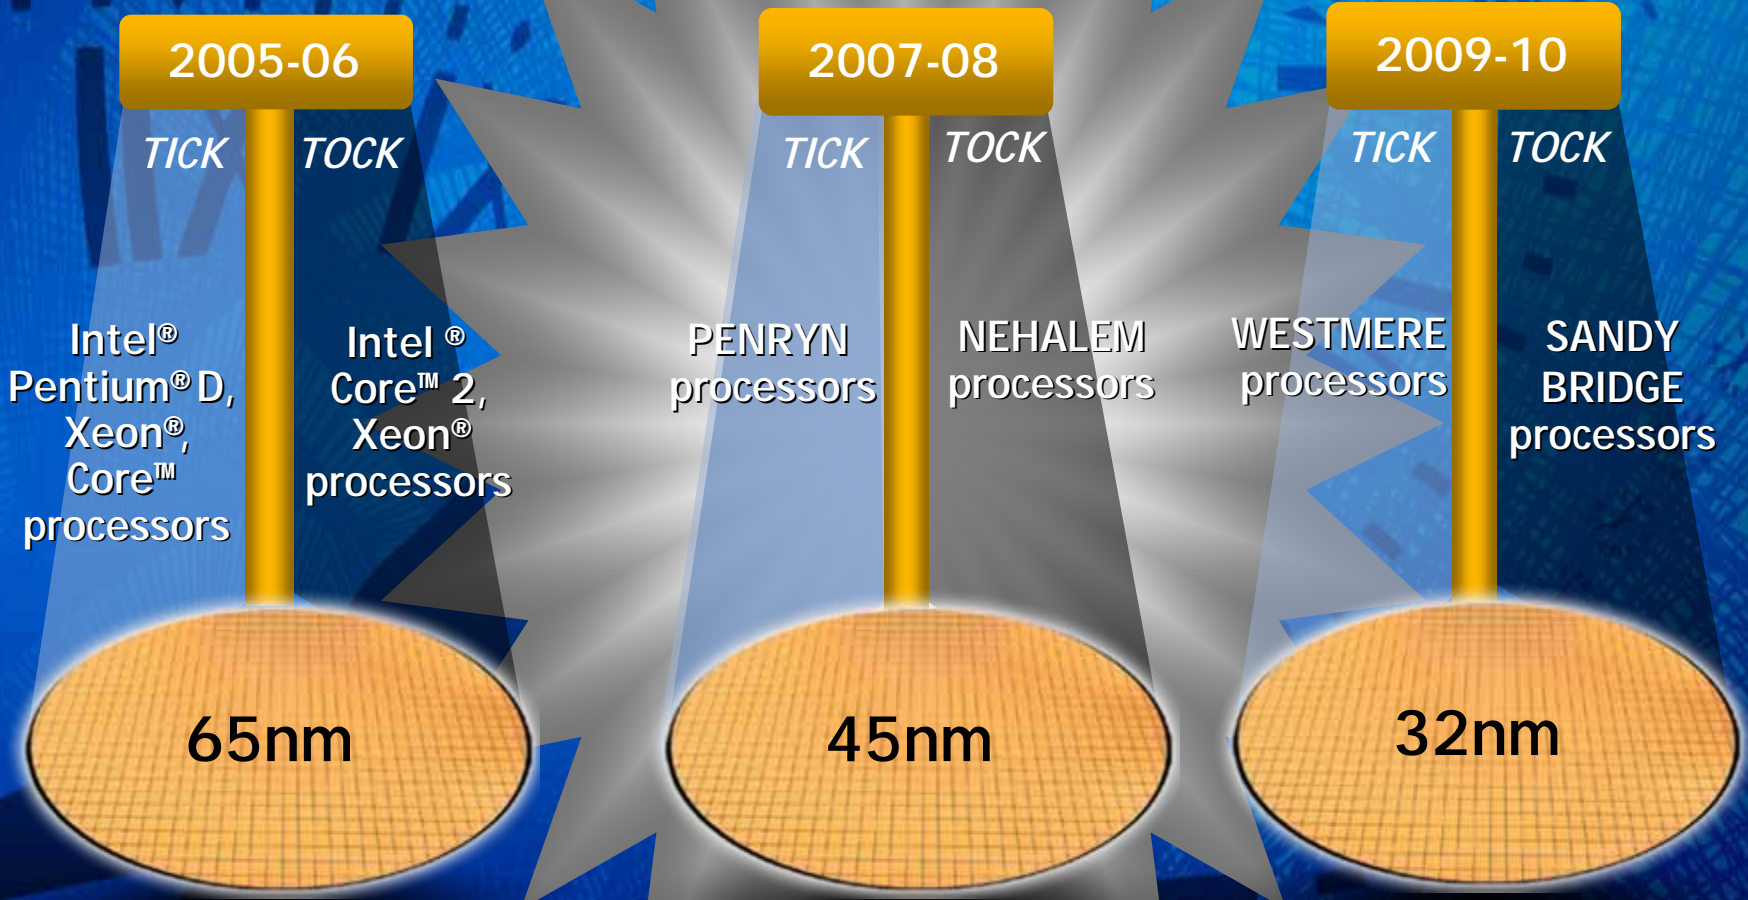 2005-06
TICK TOCK
Intel®
Pentium® D,
Xeon®,
Core™
processors
Intel ®
Core™ 2,
Xeon®
processors
65nm
2007-08
TICK TOCK
PENRYN
processors
NEHALEM
processors
45nm
2009-10
TICK TOCK
WESTMERE
processors
SANDY
BRIDGE
processors
32nm